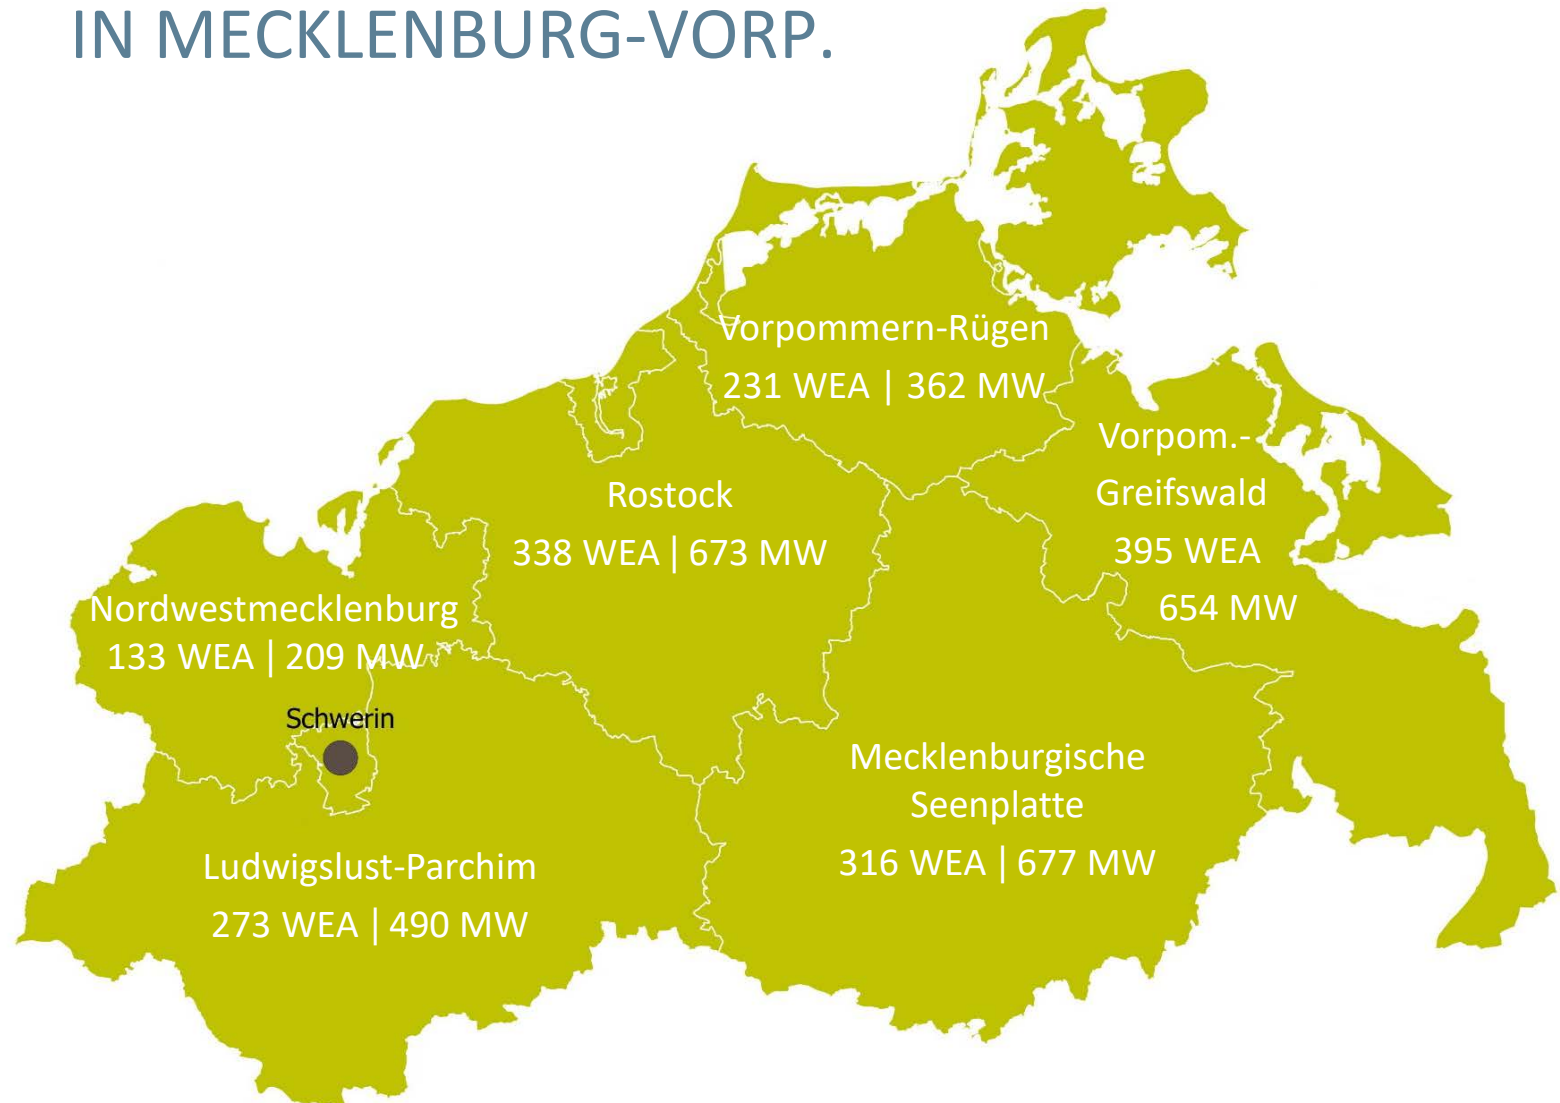 IN MECKLENBURG-VORP.
Vorpommern-Rügen
231 WEA | 362 MW
Vorpom.-
Greifswald
395 WEA
654 MW
Rostock
338 WEA | 673 MW
Nordwestmecklenburg
133 WEA | 209 MW
Schwerin
Mecklenburgische
Seenplatte
316 WEA | 677 MW
Ludwigslust-Parchim
273 WEA | 490 MW